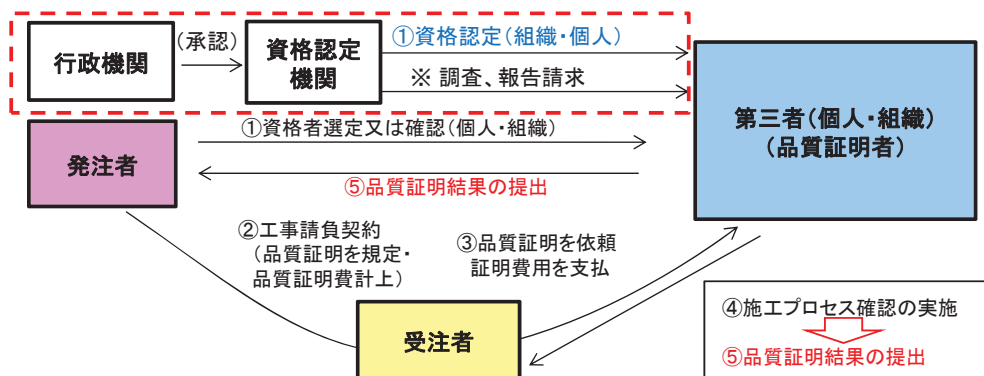 行政機関
(承認)
資格認定
機関
①資格認定(組織・個人)
※ 調査、報告請求
第三者(個人・組織)
(品質証明者)
発注者
①資格者選定又は確認(個人・組織)
⑤品質証明結果の提出
②工事請負契約
(品質証明を規定・
品質証明費計上)
③品質証明を依頼
証明費用を支払
受注者
④施工プロセス確認の実施
⑤品質証明結果の提出